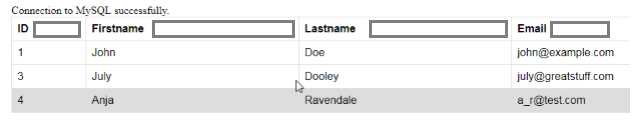 Connection to MySQL successfully.
ID Firstname Lastname Email
1 John Doe john@example.com
3 July Dooley july@greatstuff.com
4 Anja Ravendale a_r@test.com